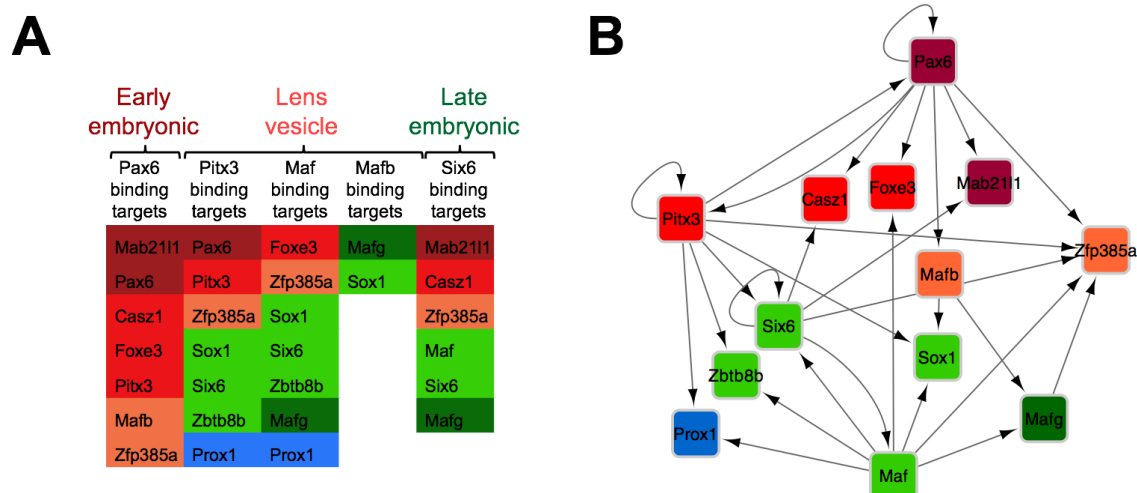 A
B
Early
embryonic
Lens
vesicle
Late
embryonic
Pax6
binding
targets
Pitx3
binding
targets
Maf
binding
targets
Mafb
binding
targets
Six6
binding
targets
Mab21l1 Pax6 Foxe3 Mafg Mab21l1
Pax6 Pitx3 Zfp385a Sox1 Casz1
Casz1 Zfp385a Sox1 Zfp385a
Foxe3 Sox1 Six6 Maf
Pitx3 Six6 Zbtb8b Six6
Mafb Zbtb8b Mafg Mafg
Zfp385a Prox1 Prox1
Pax6
Mab21l1
Foxe3
Casz1
Pitx3
Zfp385a
Mafb
Six6
Sox1
Zbtb8b
Mafg
Prox1
Maf